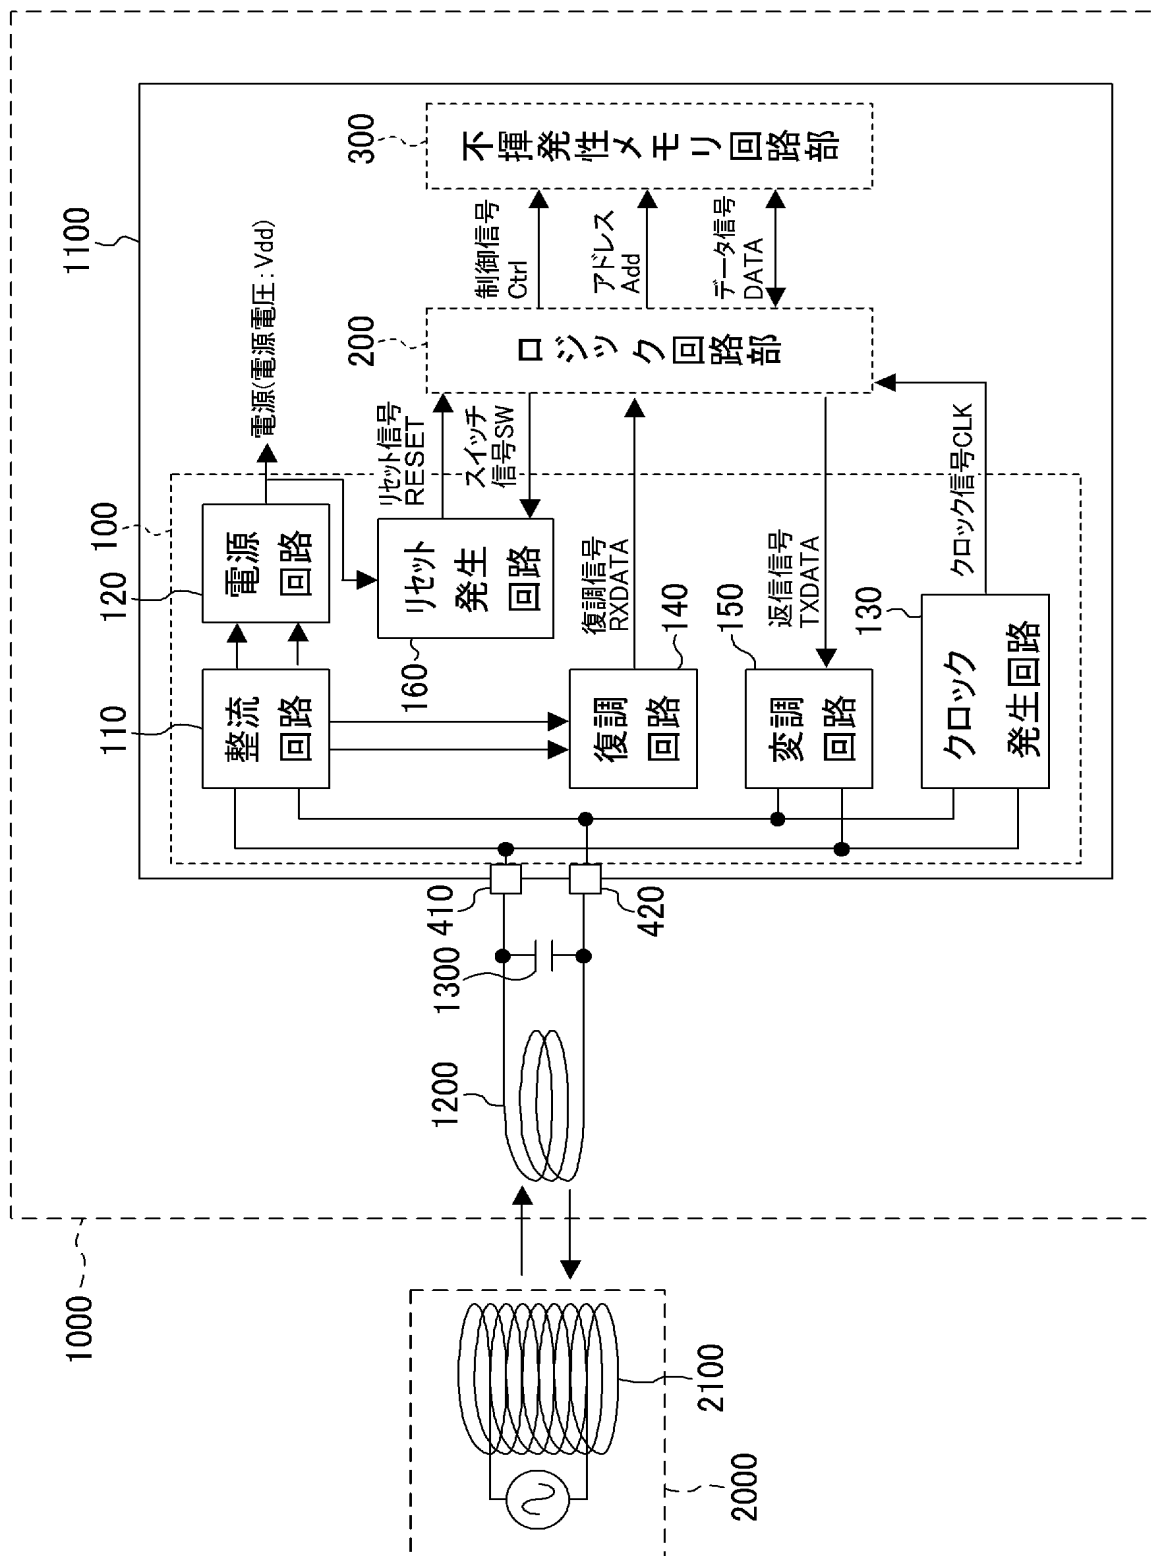 1000
1100
100
120
電源
回路
電源(電源電圧:Vdd)
110
整流
回路
リセット
発生
回路
160
リセット信号
RESET
スイッチ
信号SW
200
ロジック回路部
300
不揮発性メモリ回路部
制御信号
Ctrl
アドレス
Add
データ信号
DATA
復調信号
RXDATA
140
復調
回路
150
変調
回路
返信信号
TXDATA
130
クロック
発生回路
クロック信号CLK
410
420
1300
1200
2100
2000